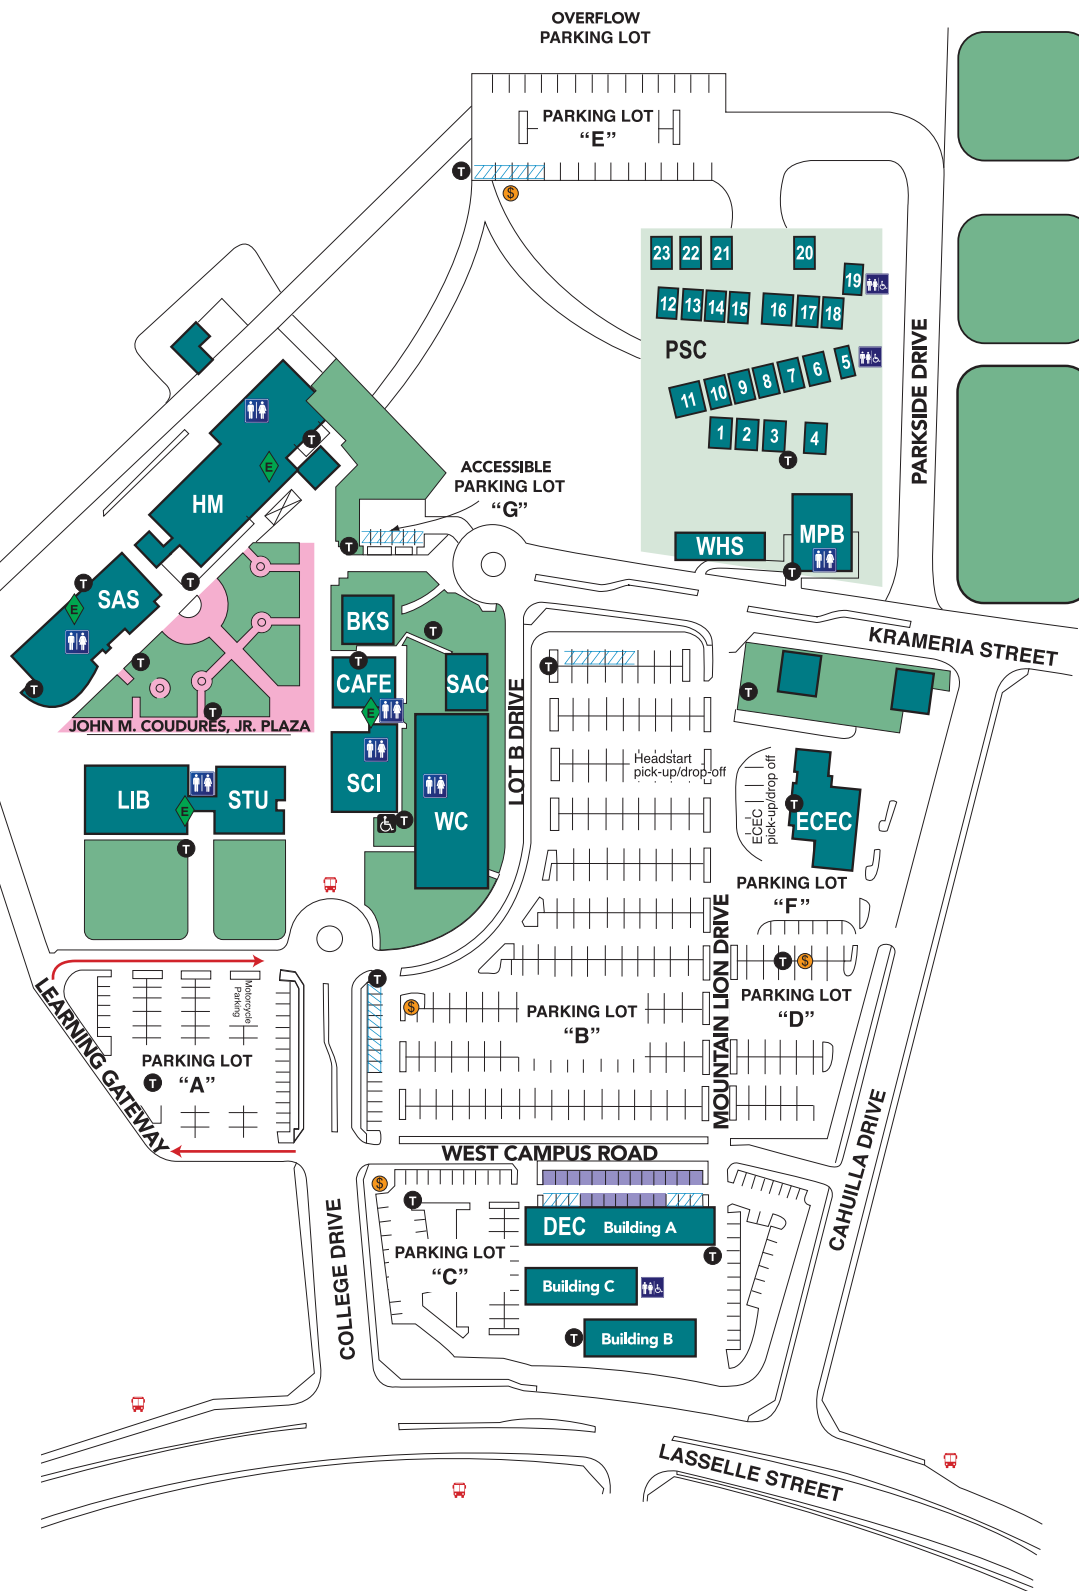 OVERFLOW
PARKING LOT
PARKING LOT
“E”
T
$
23
22
21
20
19
12
13
14
15
16
17
18
PSC
5
6
7
8
9
10
11
1
2
3
4
T
PARKSIDE DRIVE
T
E
HM
ACCESSIBLE
PARKING LOT
“G”
T
WHS
MPB
T
T
SAS
E
T
T
T
T
JOHN M. COUDURES, JR. PLAZA
BKS
T
T
CAFE
SAC
E
SCI
WC
T
LOT B DRIVE
T
KRAMERIA STREET
T
Headstart
pick-up/drop-off
ECEC
pick-up/drop off
T
ECEC
LIB
E
STU
T
PARKING LOT
“F”
MOUNTAIN LION DRIVE
T
$
PARKING LOT
“D”
LEARNING GATEWAY
Motorcycle
Parking
T
$
PARKING LOT
“B”
PARKING LOT
“A”
T
CAHUILLA DRIVE
WEST CAMPUS ROAD
$
T
COLLEGE DRIVE
PARKING LOT
“C”
DEC Building A
T
Building C
T
Building B
LASSELLE STREET